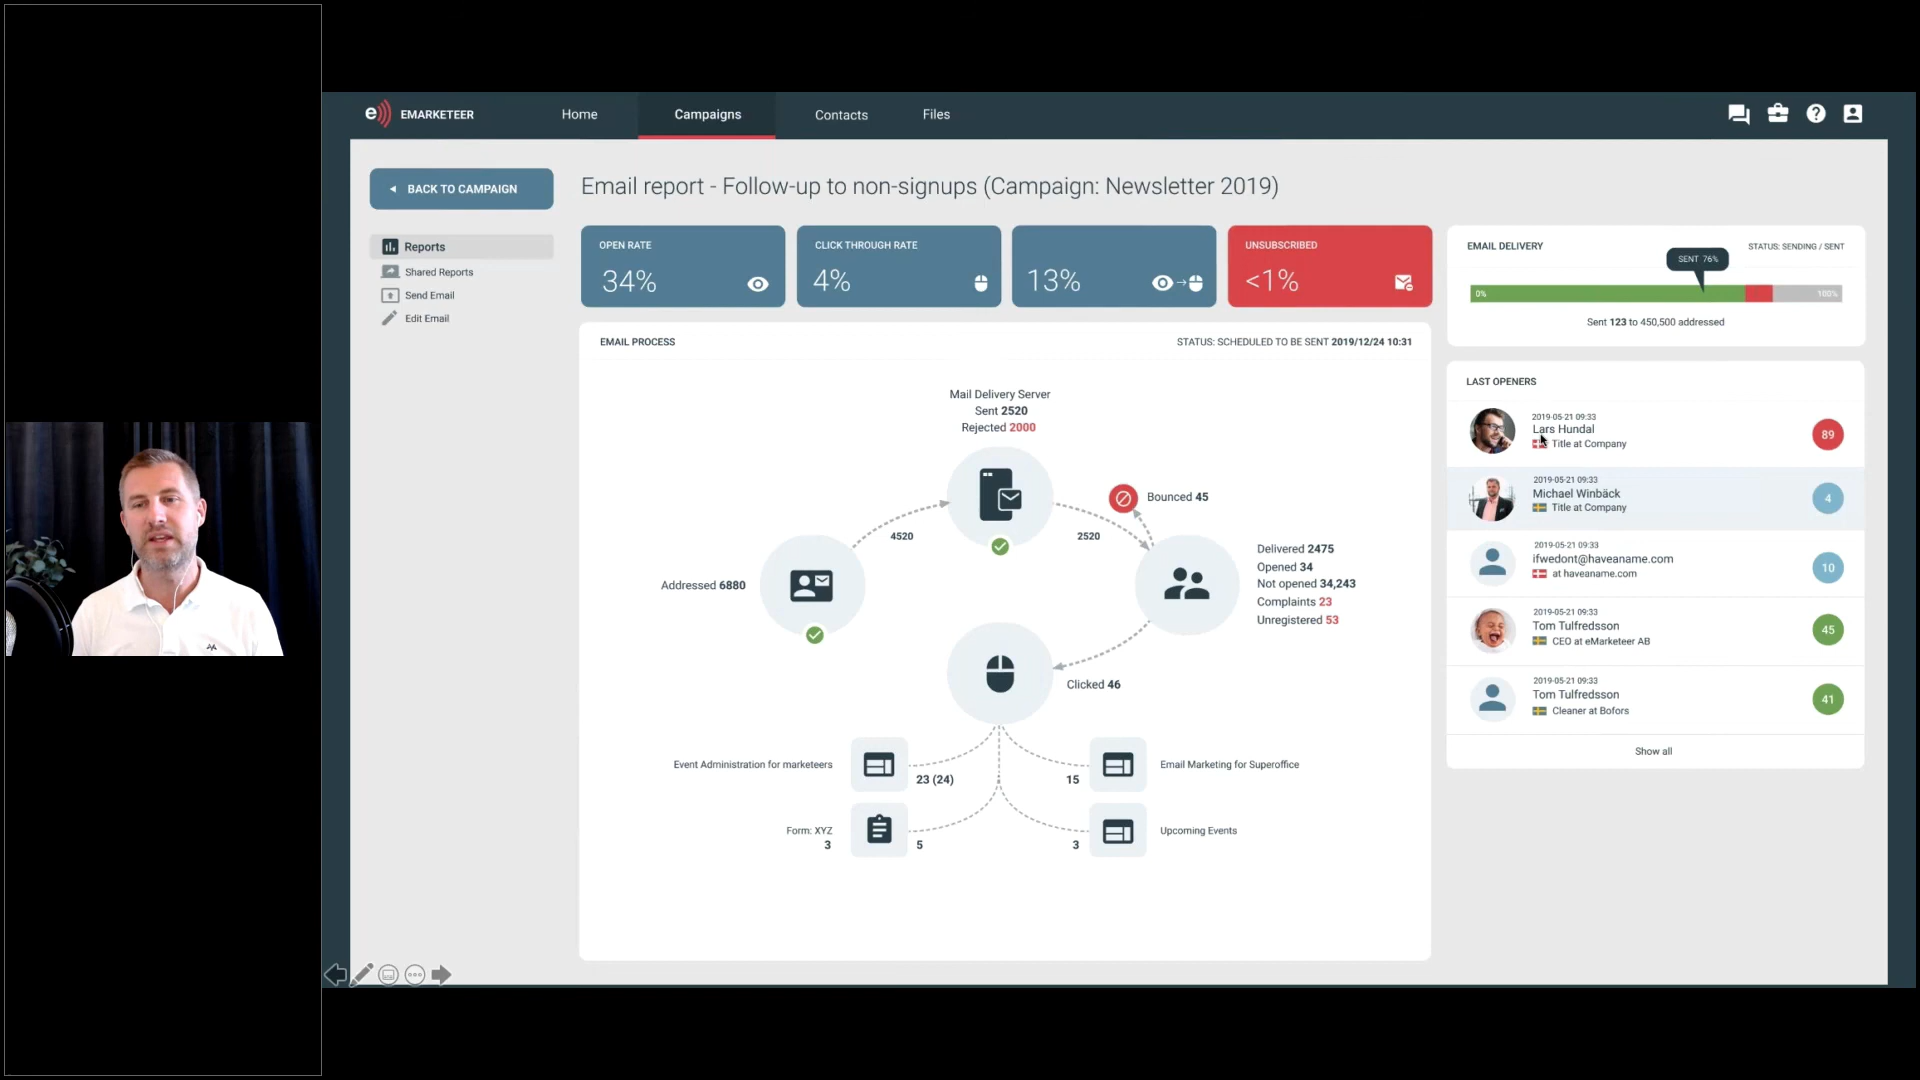 e
EMARKETEER
Home
Campaigns
Contacts
Files
BACK TO CAMPAIGN
Reports
Shared Reports
Send Email
Edit Email
Email report - Follow-up to non-signups (Campaign: Newsletter 2019)
OPEN RATE
34%
CLICK THROUGH RATE
4%
13%
UNSUBSCRIBED
<1%
EMAIL PROCESS
STATUS: SCHEDULED TO BE SENT 2019/12/24 10:31
Mail Delivery Server
Sent 2520
Rejected 2000
Bounced 45
4520
2520
Addressed 6880
Delivered 2475
Opened 34
Not opened 34,243
Complaints 23
Unregistered 53
Clicked 46
Event Administration for marketeers
23 (24)
15
Email Marketing for Superoffice
Form: XYZ
3
5
3
Upcoming Events
EMAIL DELIVERY
STATUS: SENDING / SENT
SENT 76%
0%
100%
Sent 123 to 450,500 addressed
LAST OPENERS
2019-05-21 09:33
Lars Hundal
Title at Company
89
2019-05-21 09:33
Michael Winbäck
Title at Company
4
2019-05-21 09:33
ifwedont@haveaname.com
at haveaname.com
10
2019-05-21 09:33
Tom Tulfredsson
CEO at eMarketeer AB
45
2019-05-21 09:33
Tom Tulfredsson
Cleaner at Bofors
41
Show all